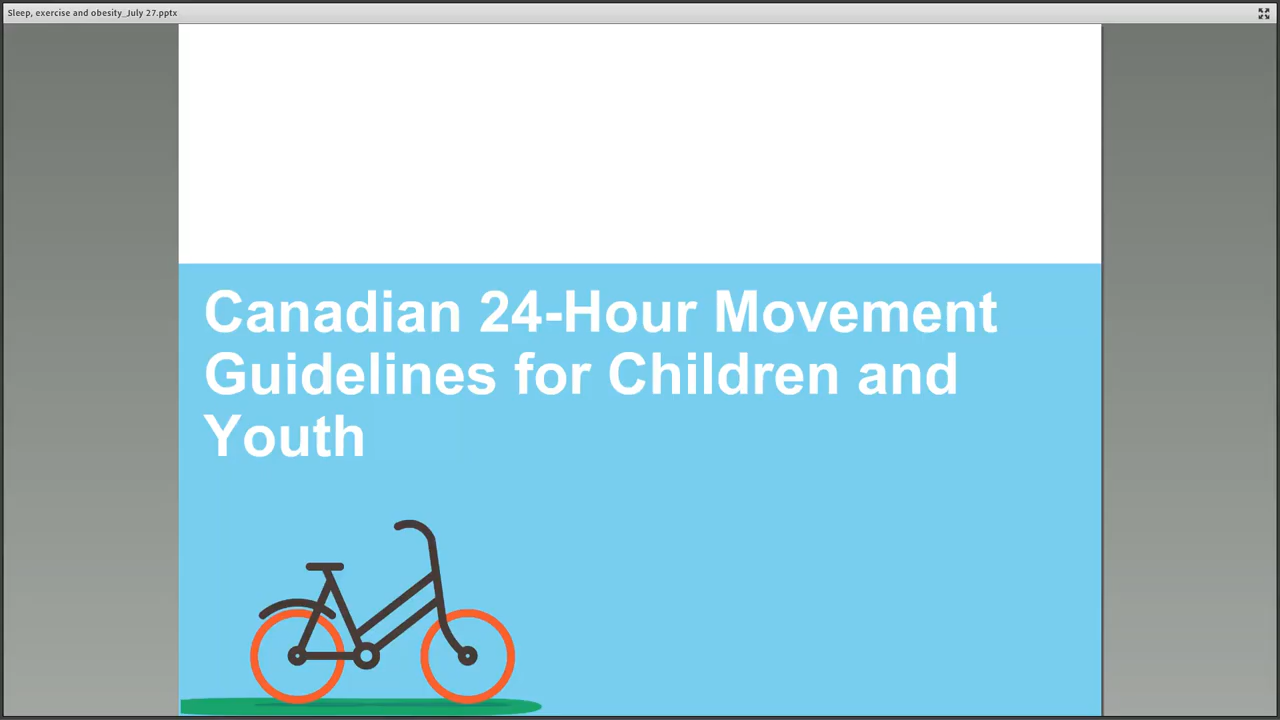 Sleep, exercise and obesity_July 27.pptx
Canadian 24-Hour Movement
Guidelines for Children and
Youth